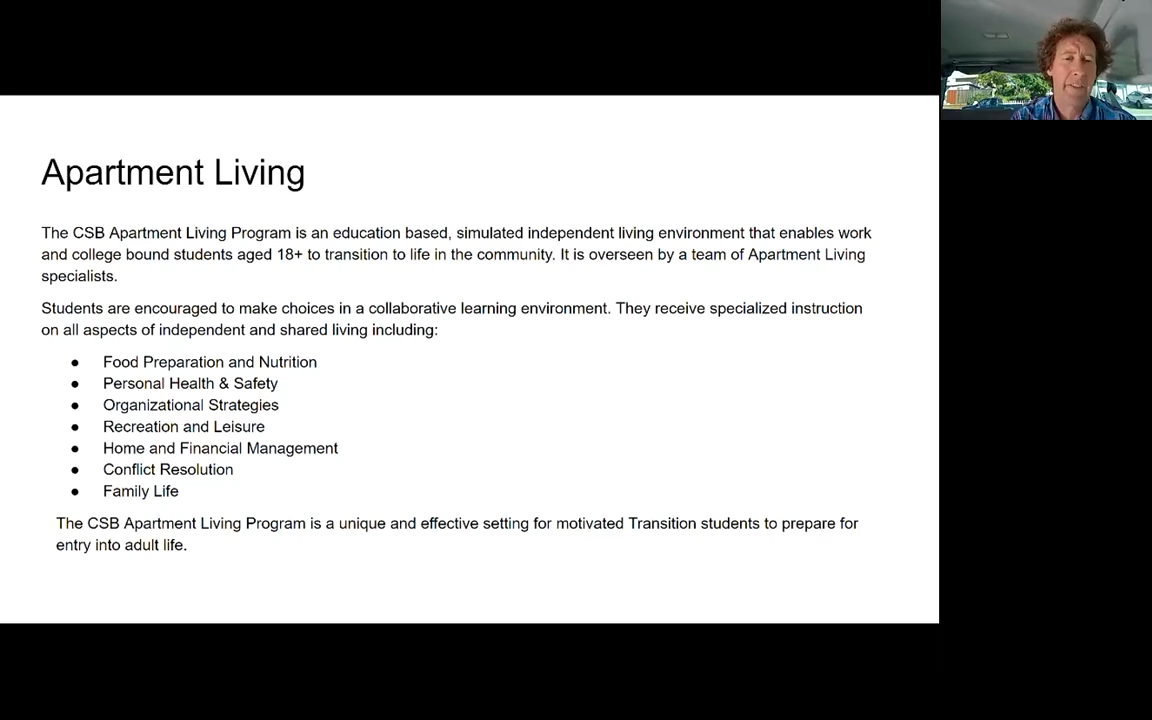 Apartment Living
The CSB Apartment Living Program is an education based, simulated independent living environment that enables work
and college bound students aged 18+ to transition to life in the community. It is overseen by a team of Apartment Living
specialists.
Students are encouraged to make choices in a collaborative learning environment. They receive specialized instruction
on all aspects of independent and shared living including:
● Food Preparation and Nutrition
● Personal Health & Safety
● Organizational Strategies
● Recreation and Leisure
● Home and Financial Management
● Conflict Resolution
● Family Life
The CSB Apartment Living Program is a unique and effective setting for motivated Transition students to prepare for
entry into adult life.